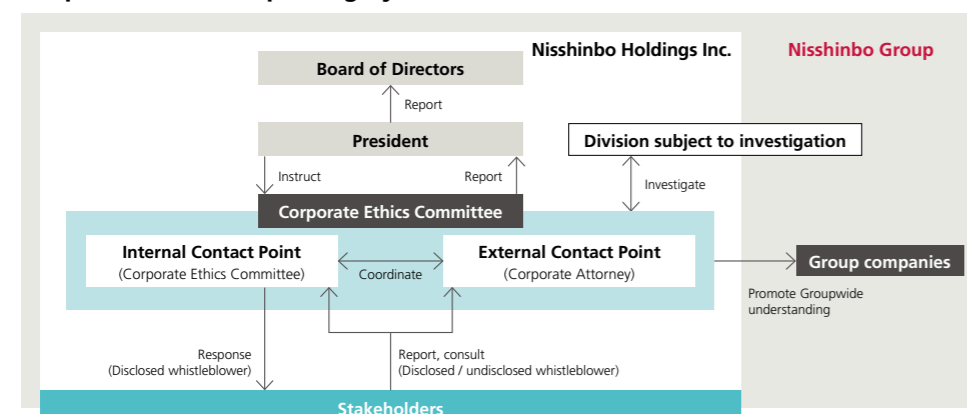 Nisshinbo Holdings Inc.
Nisshinbo Group
Board of Directors
Report
President
Division subject to investigation
Instruct
Report
Investigate
Corporate Ethics Committee
Internal Contact Point
(Corporate Ethics Committee)
Coordinate
External Contact Point
(Corporate Attorney)
Group companies
Promote Groupwide
understanding
Response
(Disclosed whistleblower)
Report, consult
(Disclosed / undisclosed whistleblower)
Stakeholders